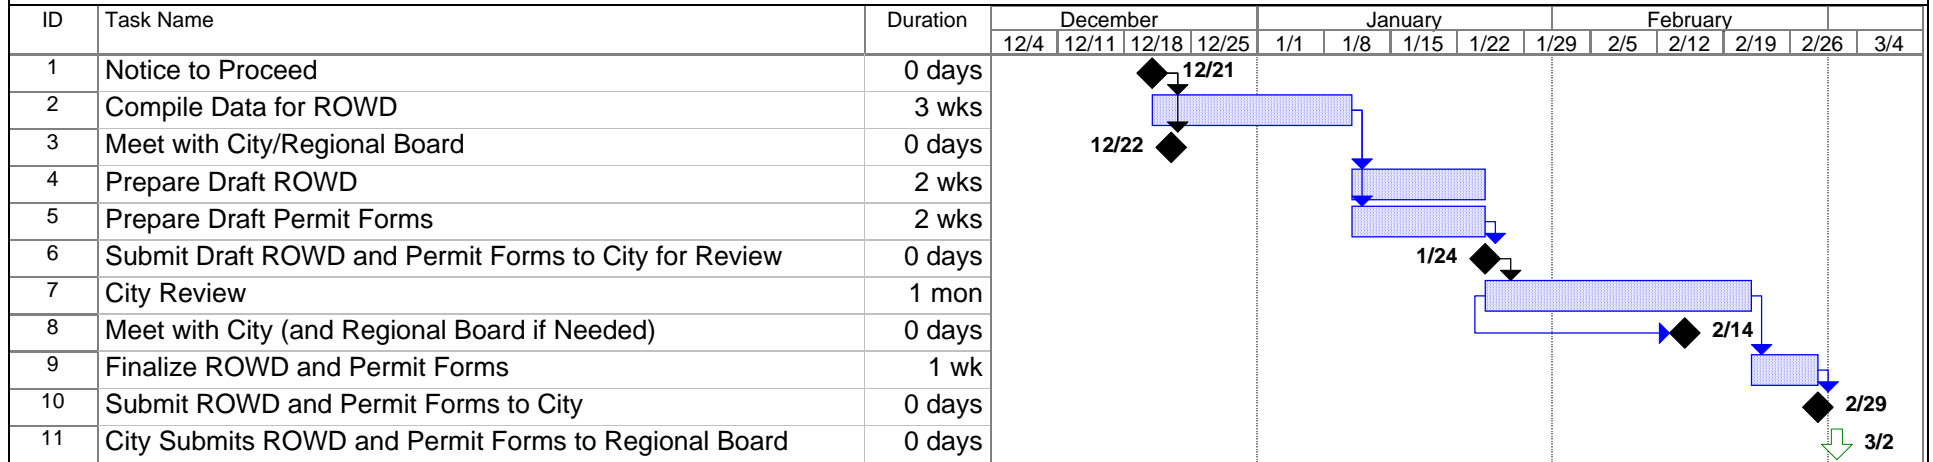 ID Task Name Duration December January February
12/4 12/11 12/18 12/25 1/1 1/8 1/15 1/22 1/29 2/5 2/12 2/19 2/26 3/4
1 Notice to Proceed 0 days 12/21
2 Compile Data for ROWD 3 wks
3 Meet with City/Regional Board 0 days 12/22
4 Prepare Draft ROWD 2 wks
5 Prepare Draft Permit Forms 2 wks
6 Submit Draft ROWD and Permit Forms to City for Review 0 days 1/24
7 City Review 1 mon
8 Meet with City (and Regional Board if Needed) 0 days 2/14
9 Finalize ROWD and Permit Forms 1 wk
10 Submit ROWD and Permit Forms to City 0 days 2/29
11 City Submits ROWD and Permit Forms to Regional Board 0 days 3/2